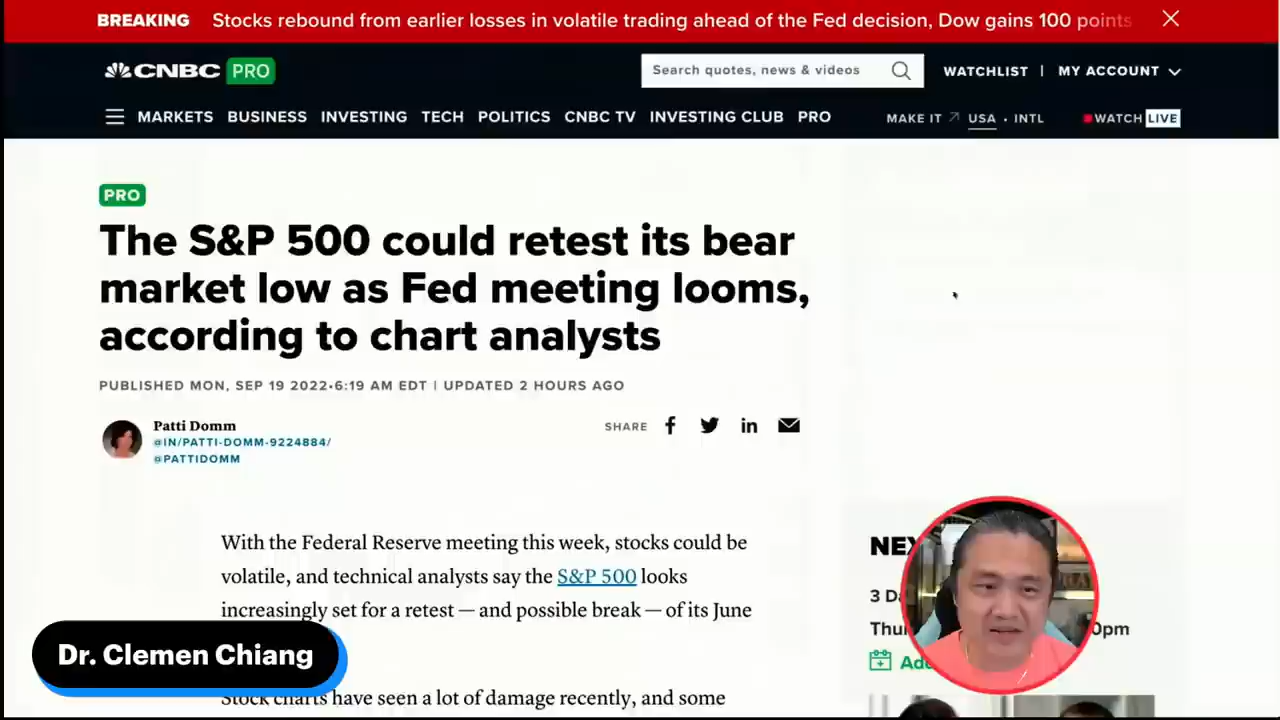 BREAKING Stocks rebound from earlier losses in volatile trading ahead of the Fed decision, Dow gains 100 points
CNBC PRO
Search quotes, news & videos
WATCHLIST | MY ACCOUNT
MARKETS BUSINESS INVESTING TECH POLITICS CNBC TV INVESTING CLUB PRO
MAKE IT USA • INTL WATCH LIVE
PRO
The S&P 500 could retest its bear
market low as Fed meeting looms,
according to chart analysts
PUBLISHED MON, SEP 19 2022•6:19 AM EDT | UPDATED 2 HOURS AGO
Patti Domm
@IN/PATTI-DOMM-9224884/
@PATTIDOMM
SHARE
With the Federal Reserve meeting this week, stocks could be
volatile, and technical analysts say the S&P 500 looks
increasingly set for a retest — and possible break — of its June
Stock charts have seen a lot of damage recently, and some
3
Dr. Clemen Chiang